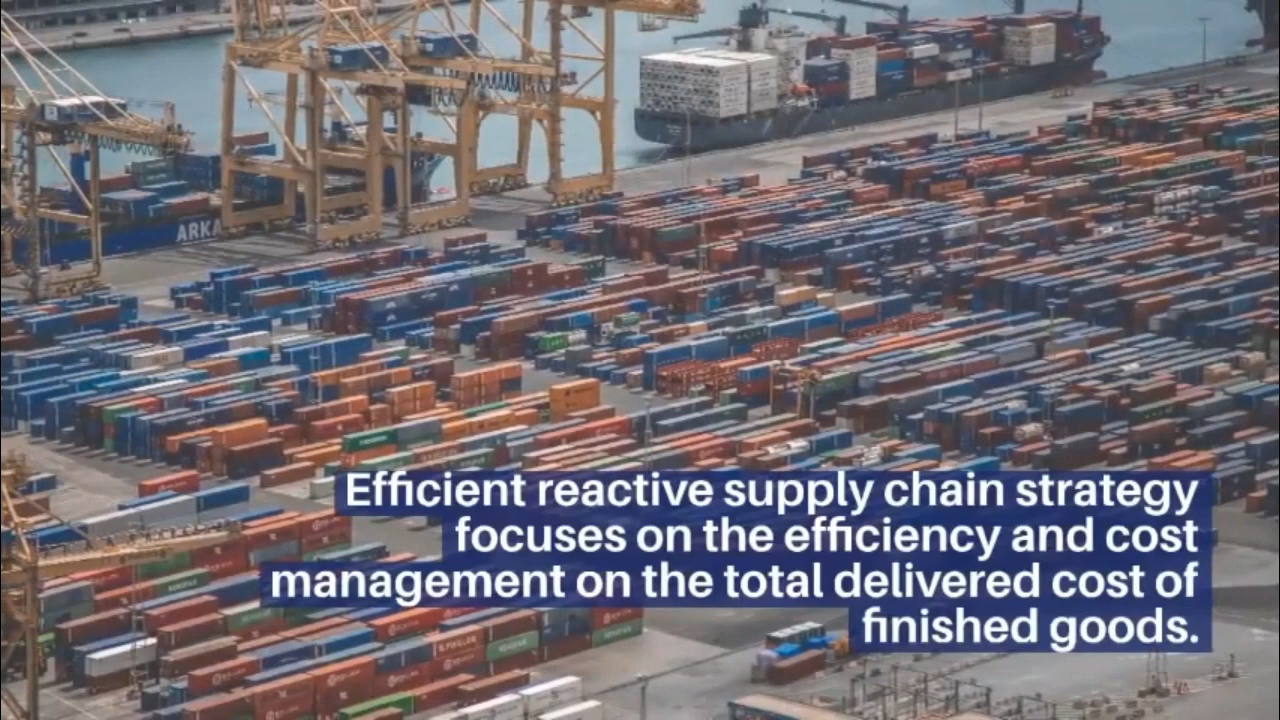 ARKA
Efficient reactive supply chain strategy
focuses on the efficiency and cost
management on the total delivered cost of
finished goods.